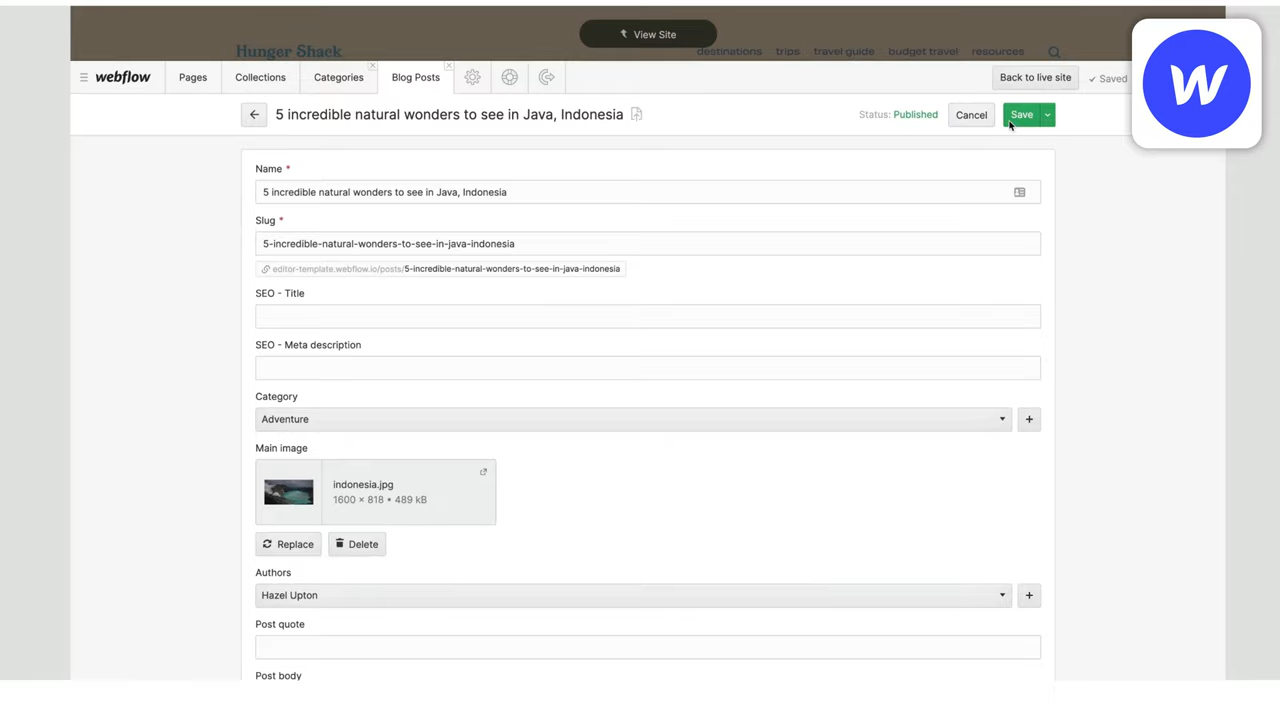 View Site
Hunger Shack
destinations trips travel guide budget travel resources
webflow Pages Collections Categories Blog Posts Back to live site ✓ Saved
W
5 incredible natural wonders to see in Java, Indonesia Status: Published Cancel Save
Name *
5 incredible natural wonders to see in Java, Indonesia
Slug *
5-incredible-natural-wonders-to-see-in-java-indonesia
editor-template.webflow.io/posts/5-incredible-natural-wonders-to-see-in-java-indonesia
SEO - Title
SEO - Meta description
Category
Adventure +
Main image
indonesia.jpg
1600 × 818 • 489 kB
Replace Delete
Authors
Hazel Upton +
Post quote
Post body